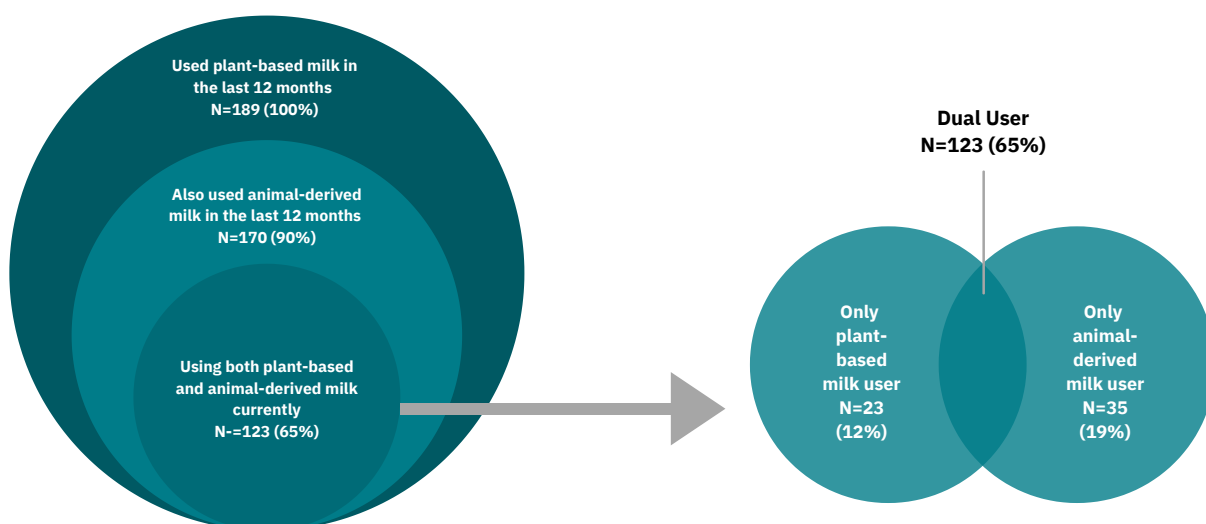 Used plant-based milk in
the last 12 months
N=189 (100%)
Also used animal-derived
milk in the last 12 months
N=170 (90%)
Using both plant-based
and animal-derived milk
currently
N-=123 (65%)
Dual User
N=123 (65%)
Only
plant-
based
milk user
N=23
(12%)
Only
animal-
derived
milk user
N=35
(19%)